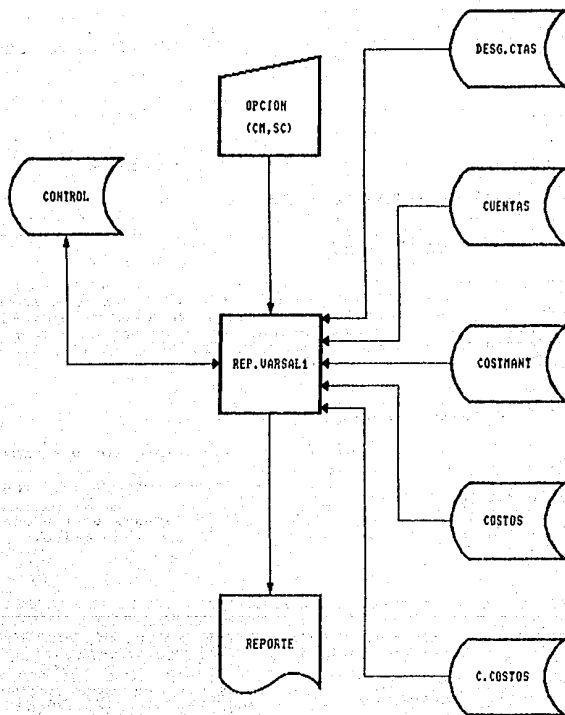 DESG.CTAS
OPCION
(CM,SC)
CONTROL
CUENTAS
REP.VARSAL1
COSTMANT
COSTOS
REPORTE
C.COSTOS